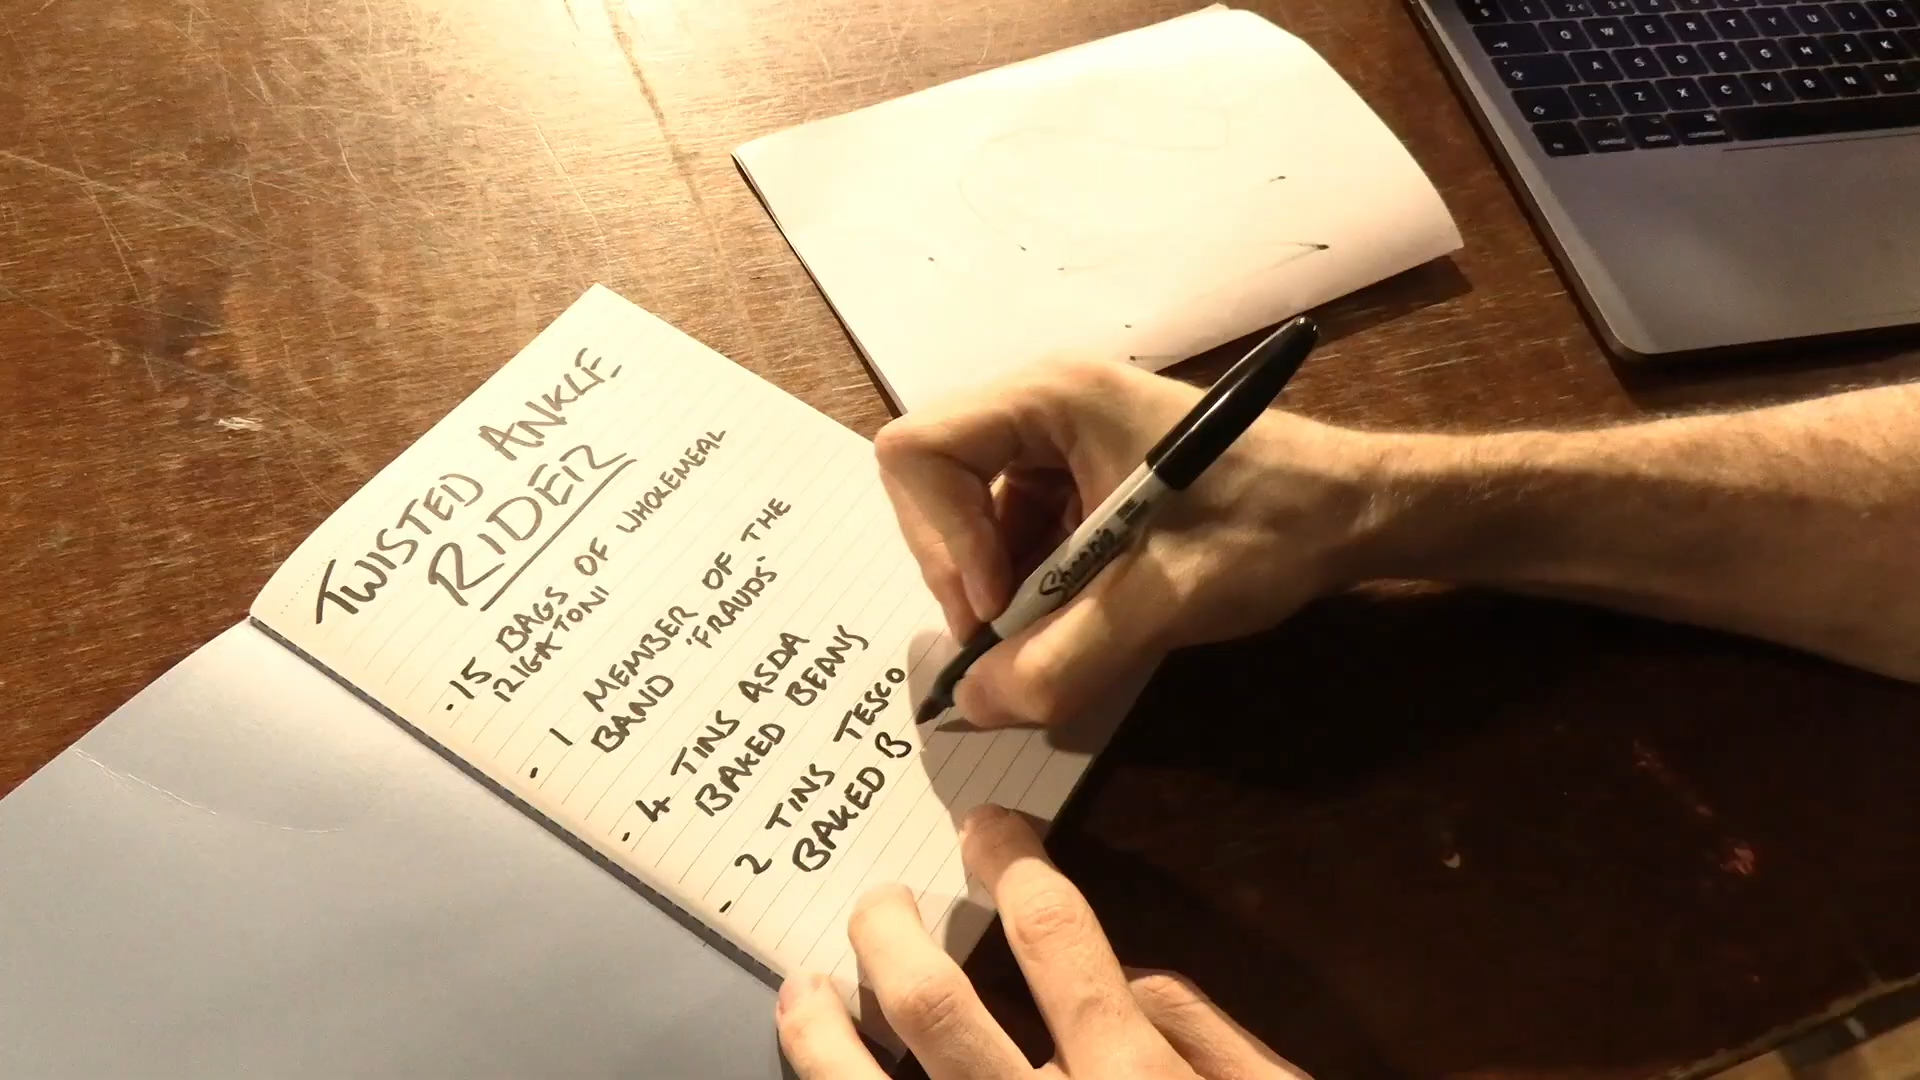 TWISTED ANKLE
RIDER
- 15 BAGS OF WHOLEMEAL
RIGATONI
- 1 MEMBER OF THE
BAND 'FRAUDS'
- 4 TINS ASDA
BAKED BEANS
- 2 TINS TESCO
BAKED B
Sharpie
Q W E R T Y U I O
A S D F G H J K
Z X C V B N M